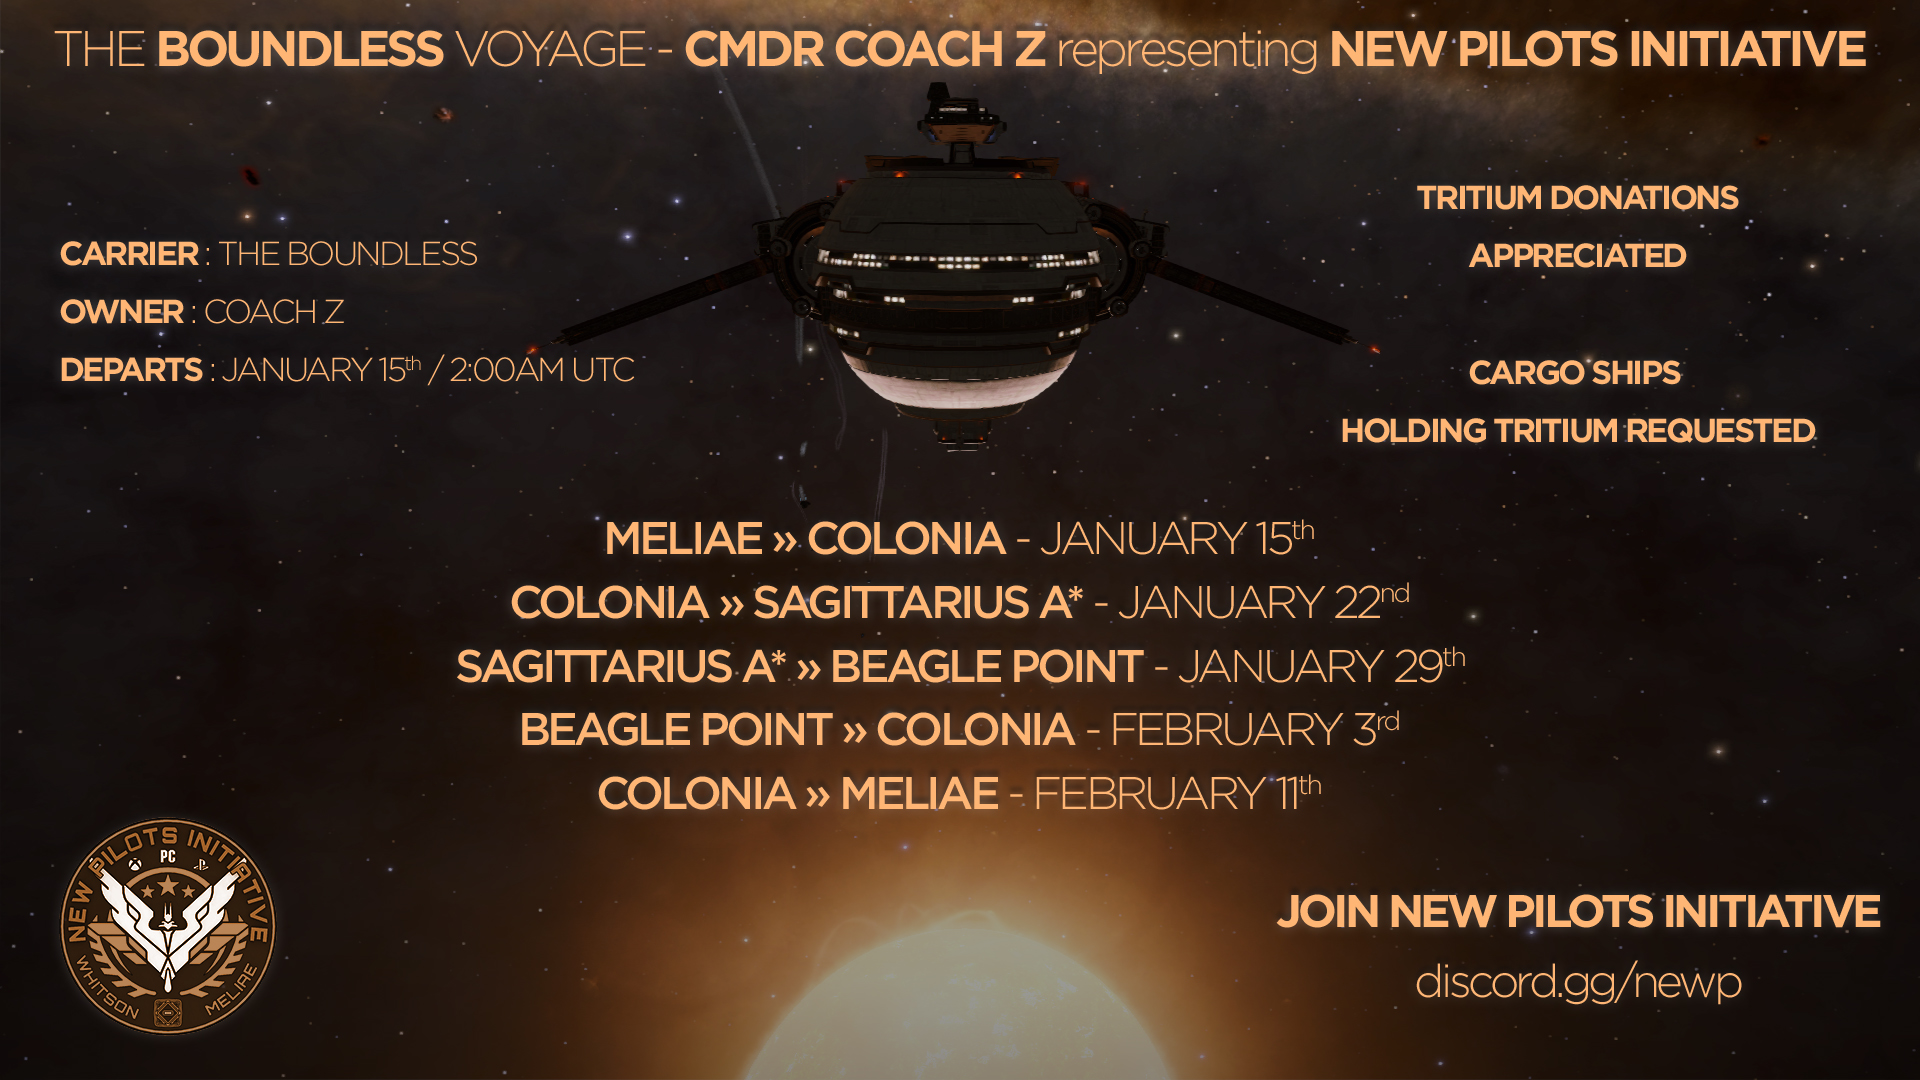 THE BOUNDLESS VOYAGE - CMDR COACH Z representing NEW PILOTS INITIATIVE
CARRIER : THE BOUNDLESS
OWNER : COACH Z
DEPARTS : JANUARY 15th / 2:00AM UTC
TRITIUM DONATIONS
APPRECIATED
CARGO SHIPS
HOLDING TRITIUM REQUESTED
MELIAE » COLONIA - JANUARY 15th
COLONIA » SAGITTARIUS A* - JANUARY 22nd
SAGITTARIUS A* » BEAGLE POINT - JANUARY 29th
BEAGLE POINT » COLONIA - FEBRUARY 3rd
COLONIA » MELIAE - FEBRUARY 11th
NEW PILOTS INITIATIVE
PC
WHITSON
MELIAE
JOIN NEW PILOTS INITIATIVE
discord.gg/newp